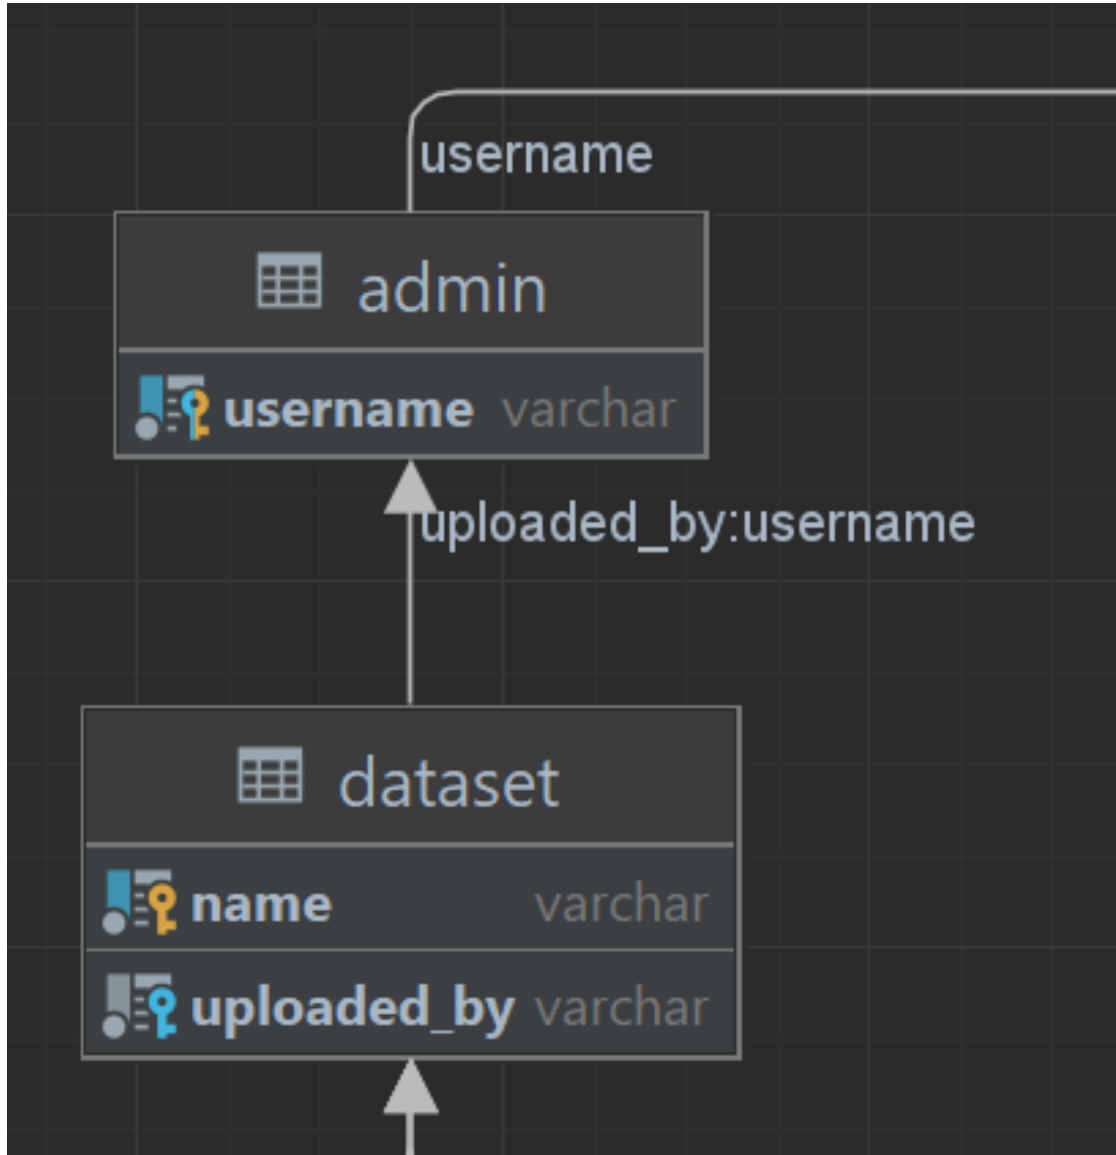 username
admin
username varchar
uploaded_by:username
dataset
name varchar
uploaded_by varchar